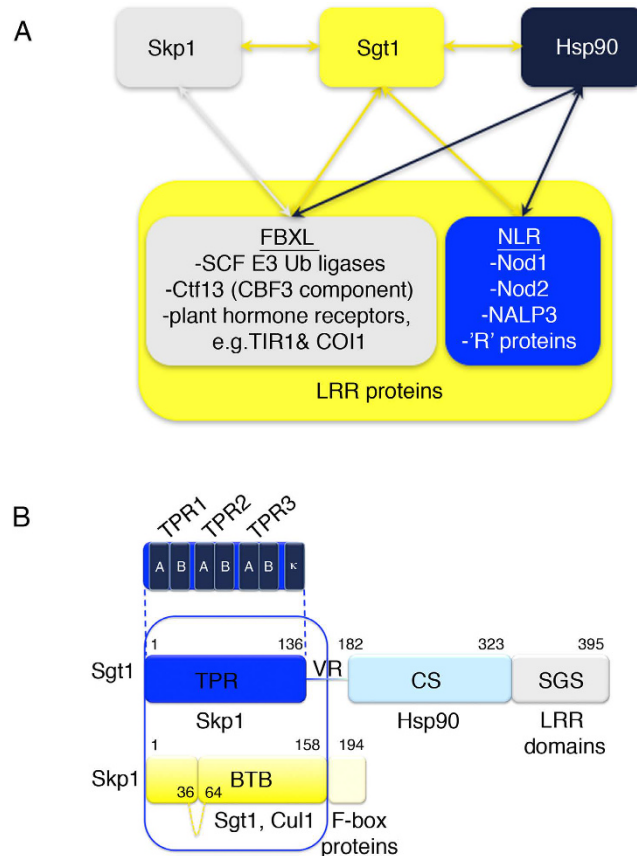 A
Skp1
Sgt1
Hsp90
FBXL
-SCF E3 Ub ligases
-Ctf13 (CBF3 component)
-plant hormone receptors,
e.g.TIR1& COI1
NLR
-Nod1
-Nod2
-NALP3
-'R' proteins
LRR proteins
B
TPR1 TPR2 TPR3
A B A B A B κ
1 136 182 323 395
Sgt1 TPR VR CS SGS
Skp1 Hsp90 LRR
domains
1 158 194
Skp1 BTB
36 64
Sgt1, Cul1 F-box
proteins